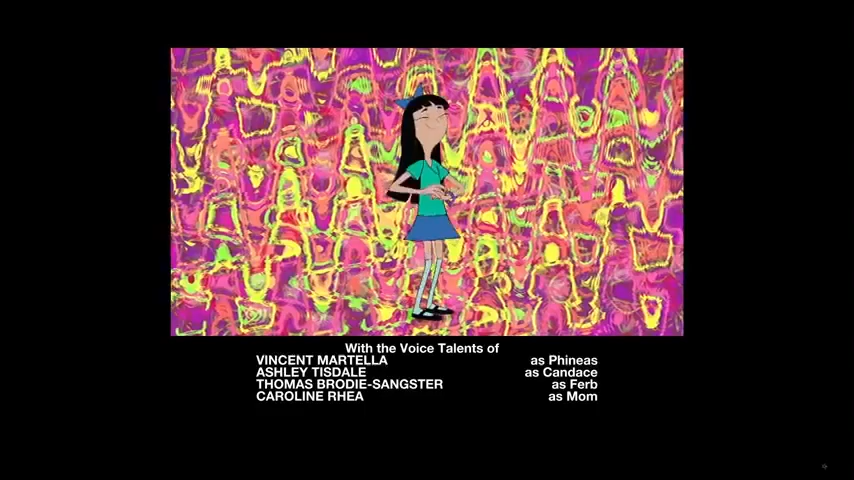 With the Voice Talents of
VINCENT MARTELLA as Phineas
ASHLEY TISDALE as Candace
THOMAS BRODIE-SANGSTER as Ferb
CAROLINE RHEA as Mom